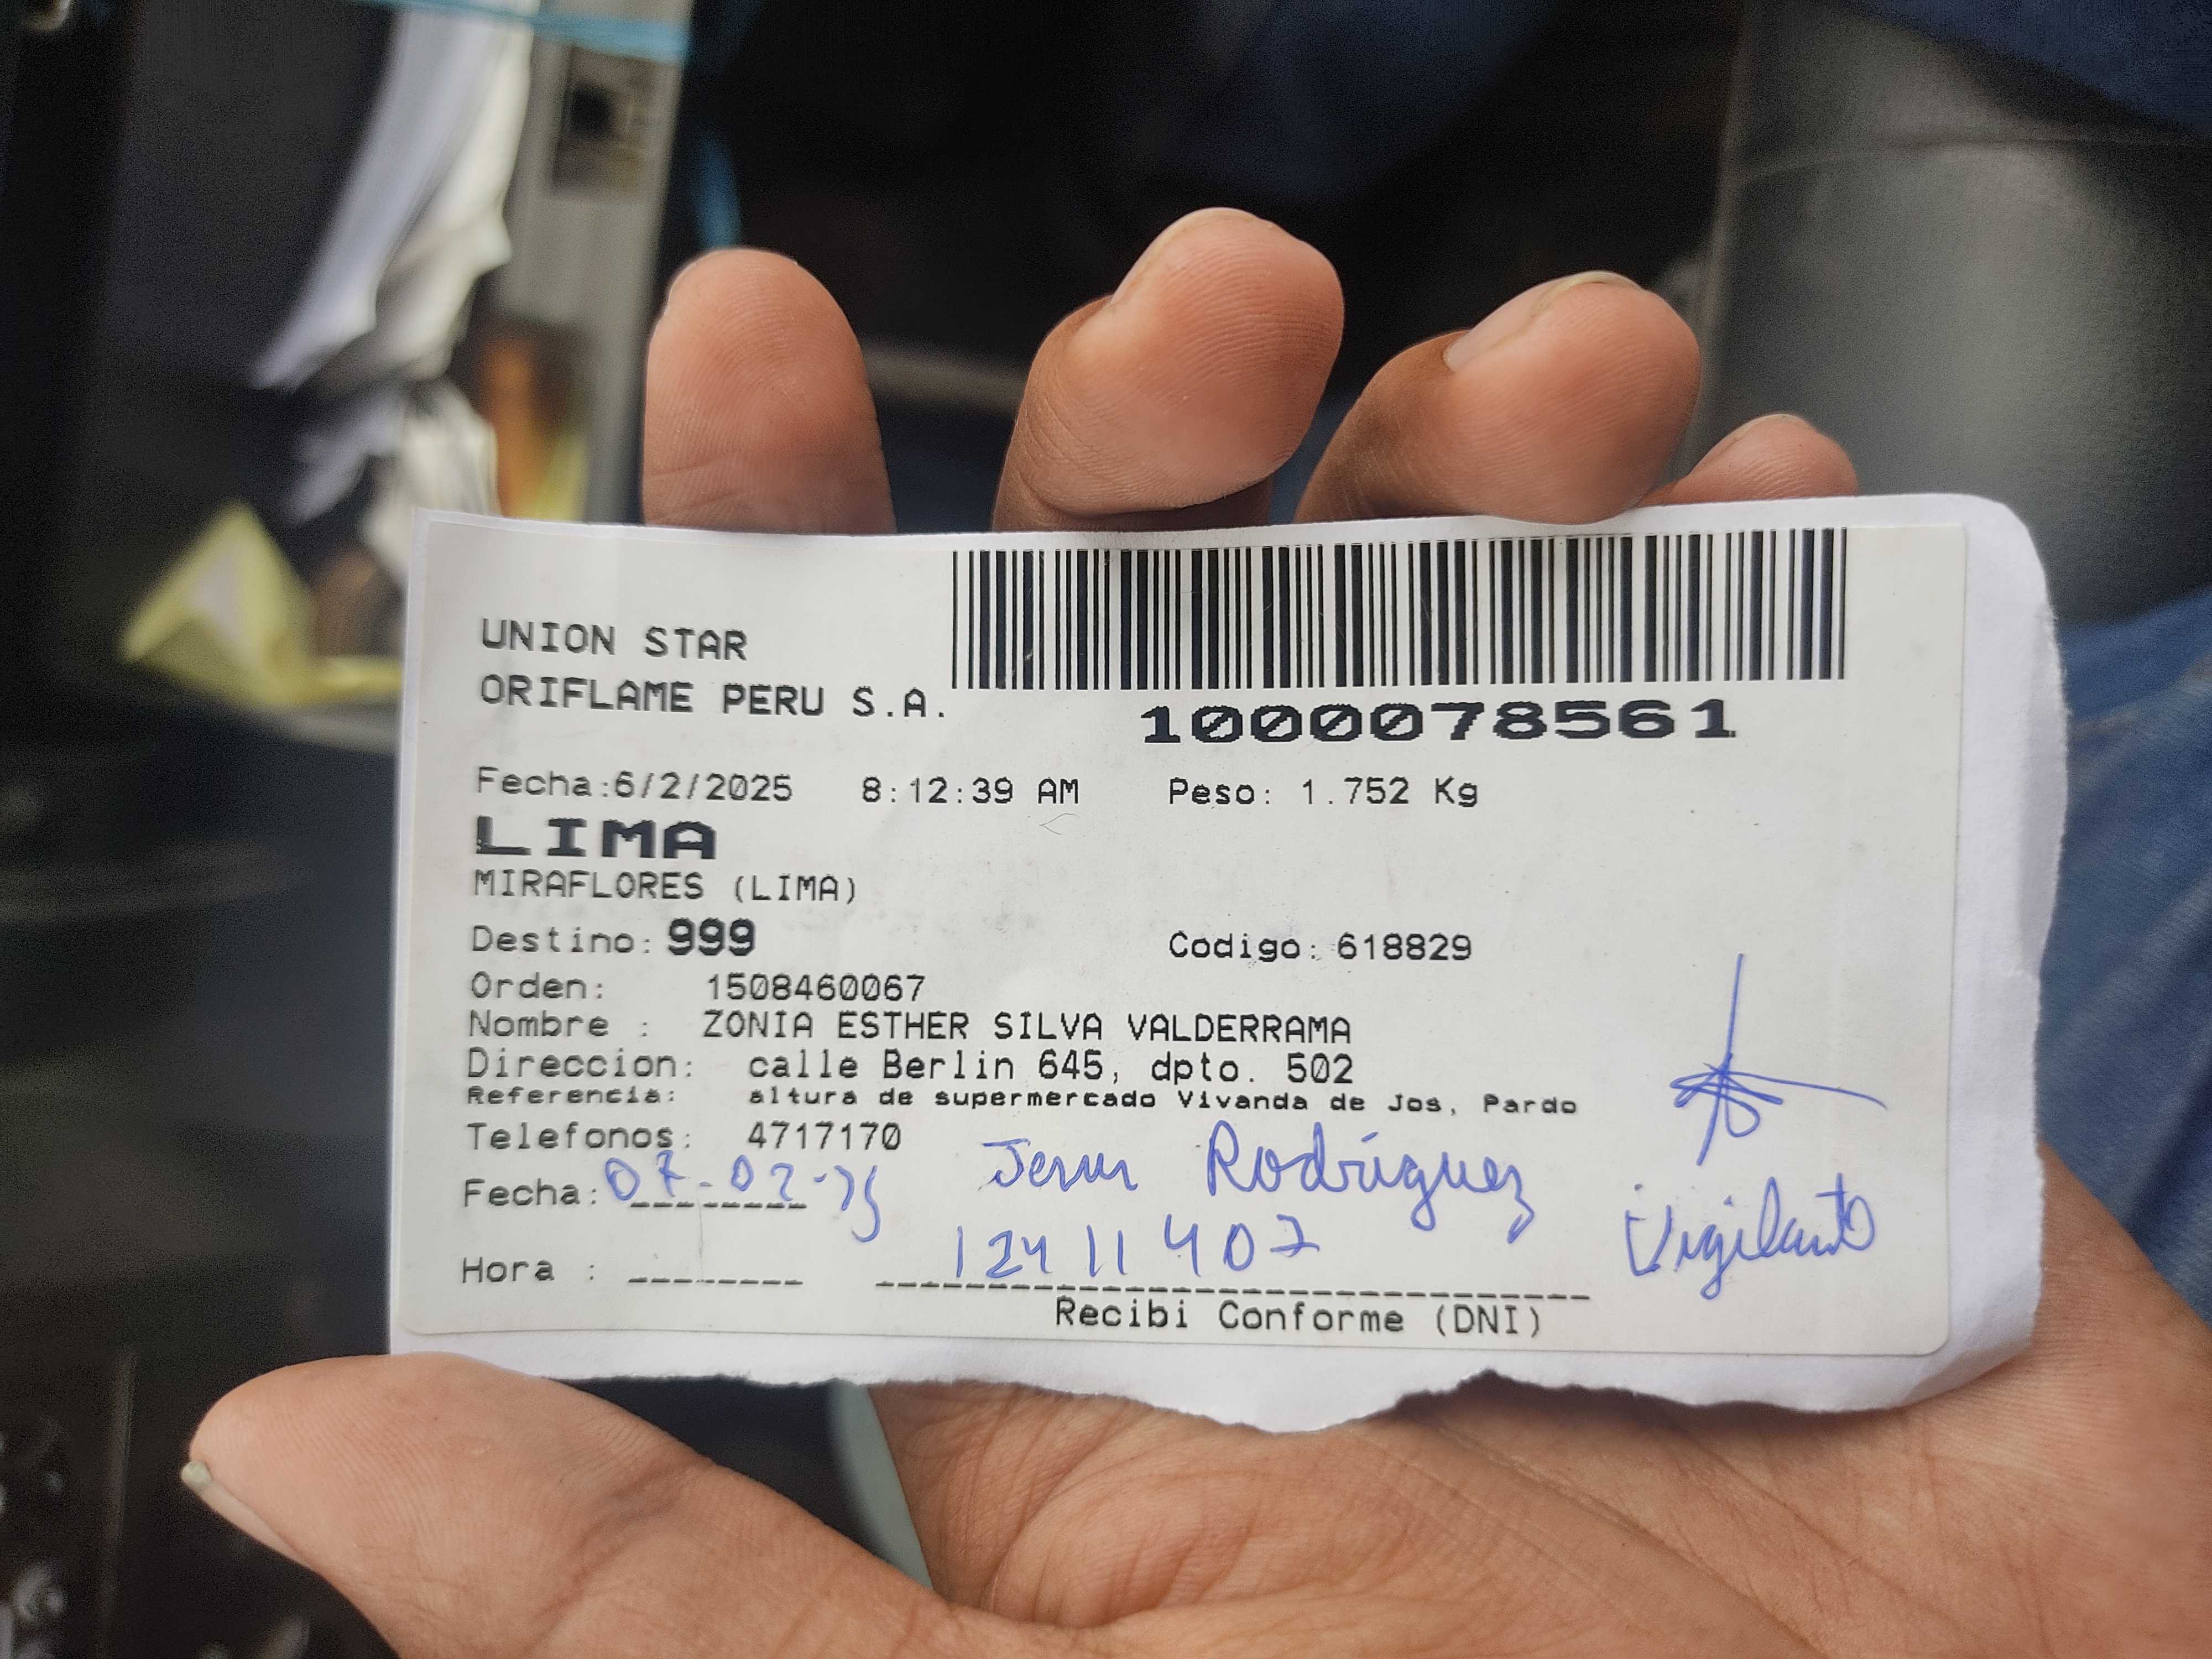 UNION STAR
ORIFLAME PERU S.A.
1000078561
Fecha:6/2/2025 8:12:39 AM Peso: 1.752 Kg
LIMA
MIRAFLORES (LIMA)
Destino: 999 Codigo: 618829
Orden: 1508460067
Nombre : ZONIA ESTHER SILVA VALDERRAMA
Direccion: calle Berlin 645, dpto. 502
Referencia: altura de supermercado Vivanda de Jos, Pardo
Telefonos: 4717170
Rodríguez
Fecha: 07-02-25
Vigilante
Hora :
Recibi Conforme (DNI)